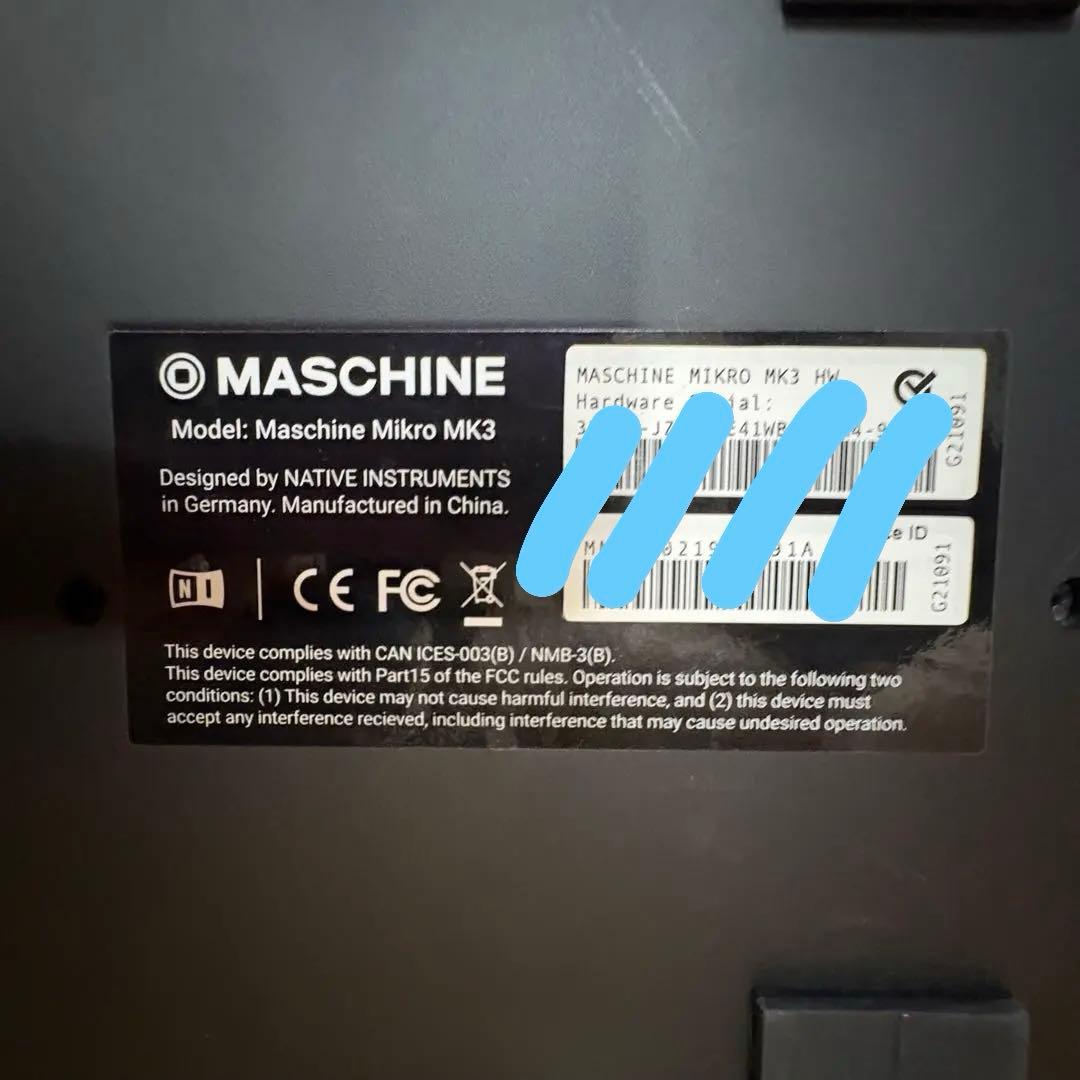 MASCHINE
Model: Maschine Mikro MK3
Designed by NATIVE INSTRUMENTS
in Germany. Manufactured in China.
NI
CE FC
This device complies with CAN ICES-003(B) / NMB-3(B).
This device complies with Part15 of the FCC rules. Operation is subject to the following two
conditions: (1) This device may not cause harmful interference, and (2) this device must
accept any interference recieved, including interference that may cause undesired operation.
MASCHINE MIKRO MK3 HW
Hardware
G21091
ID
G21091